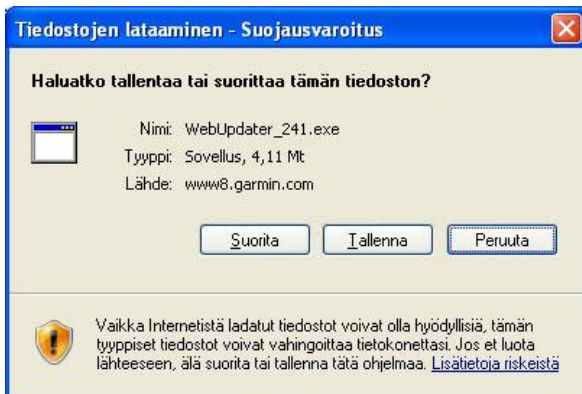 Tiedostojen lataaminen - Suojausvaroitus
Haluatko tallentaa tai suorittaa tämän tiedoston?
Nimi: WebUpdater_241.exe
Tyyppi: Sovellus, 4,11 Mt
Lähde: www8.garmin.com
Suorita Tallenna Peruuta
Vaikka Internetistä ladatut tiedostot voivat olla hyödyllisiä, tämän
tyyppiset tiedostot voivat vahingoittaa tietokonettasi. Jos et luota
lähteeseen, älä suorita tai tallenna tätä ohjelmaa. Lisätietoja riskeistä